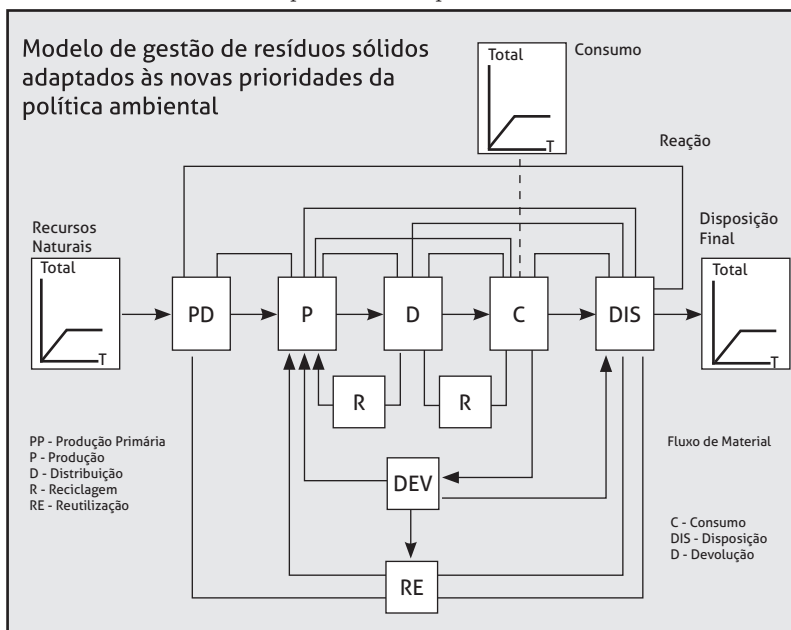 Modelo de gestão de resíduos sólidos
adaptados às novas prioridades da
política ambiental
Total
T
Consumo
Reação
Recursos
Naturais
Total
T
Disposição
Final
Total
T
PD
P
D
C
DIS
R
R
DEV
RE
PP - Produção Primária
P - Produção
D - Distribuição
R - Reciclagem
RE - Reutilização
Fluxo de Material
C - Consumo
DIS - Disposição
D - Devolução